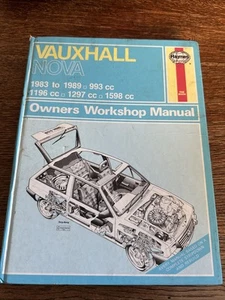 VAUXHALL
Haynes
NOVA
1983 to 1989 □ 993 cc
1196 cc □ 1297 cc □ 1598 cc
Owners Workshop Manual